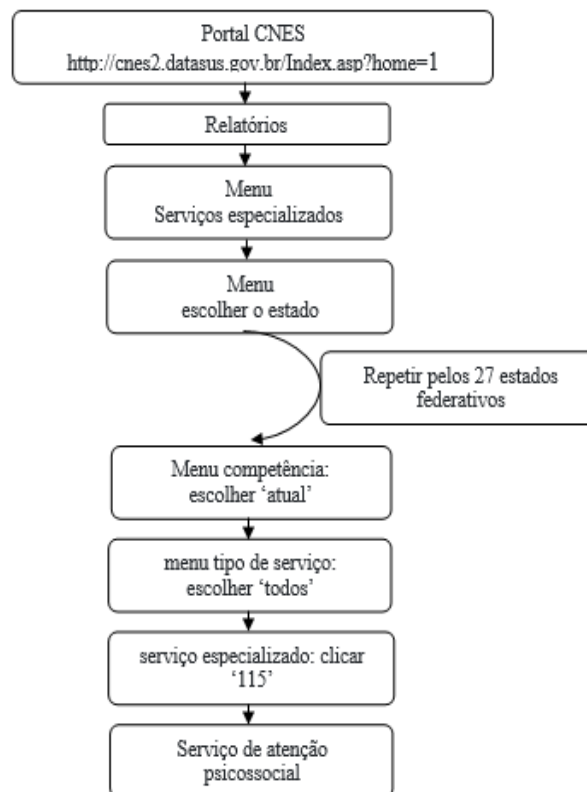 Portal CNES
http://cnes2.datasus.gov.br/Index.asp?home=1
Relatórios
Menu
Serviços especializados
Menu
escolher o estado
Repetir pelos 27 estados
federativos
Menu competência:
escolher ‘atual’
menu tipo de serviço:
escolher ‘todos’
serviço especializado: clicar
‘115’
Serviço de atenção
psicossocial